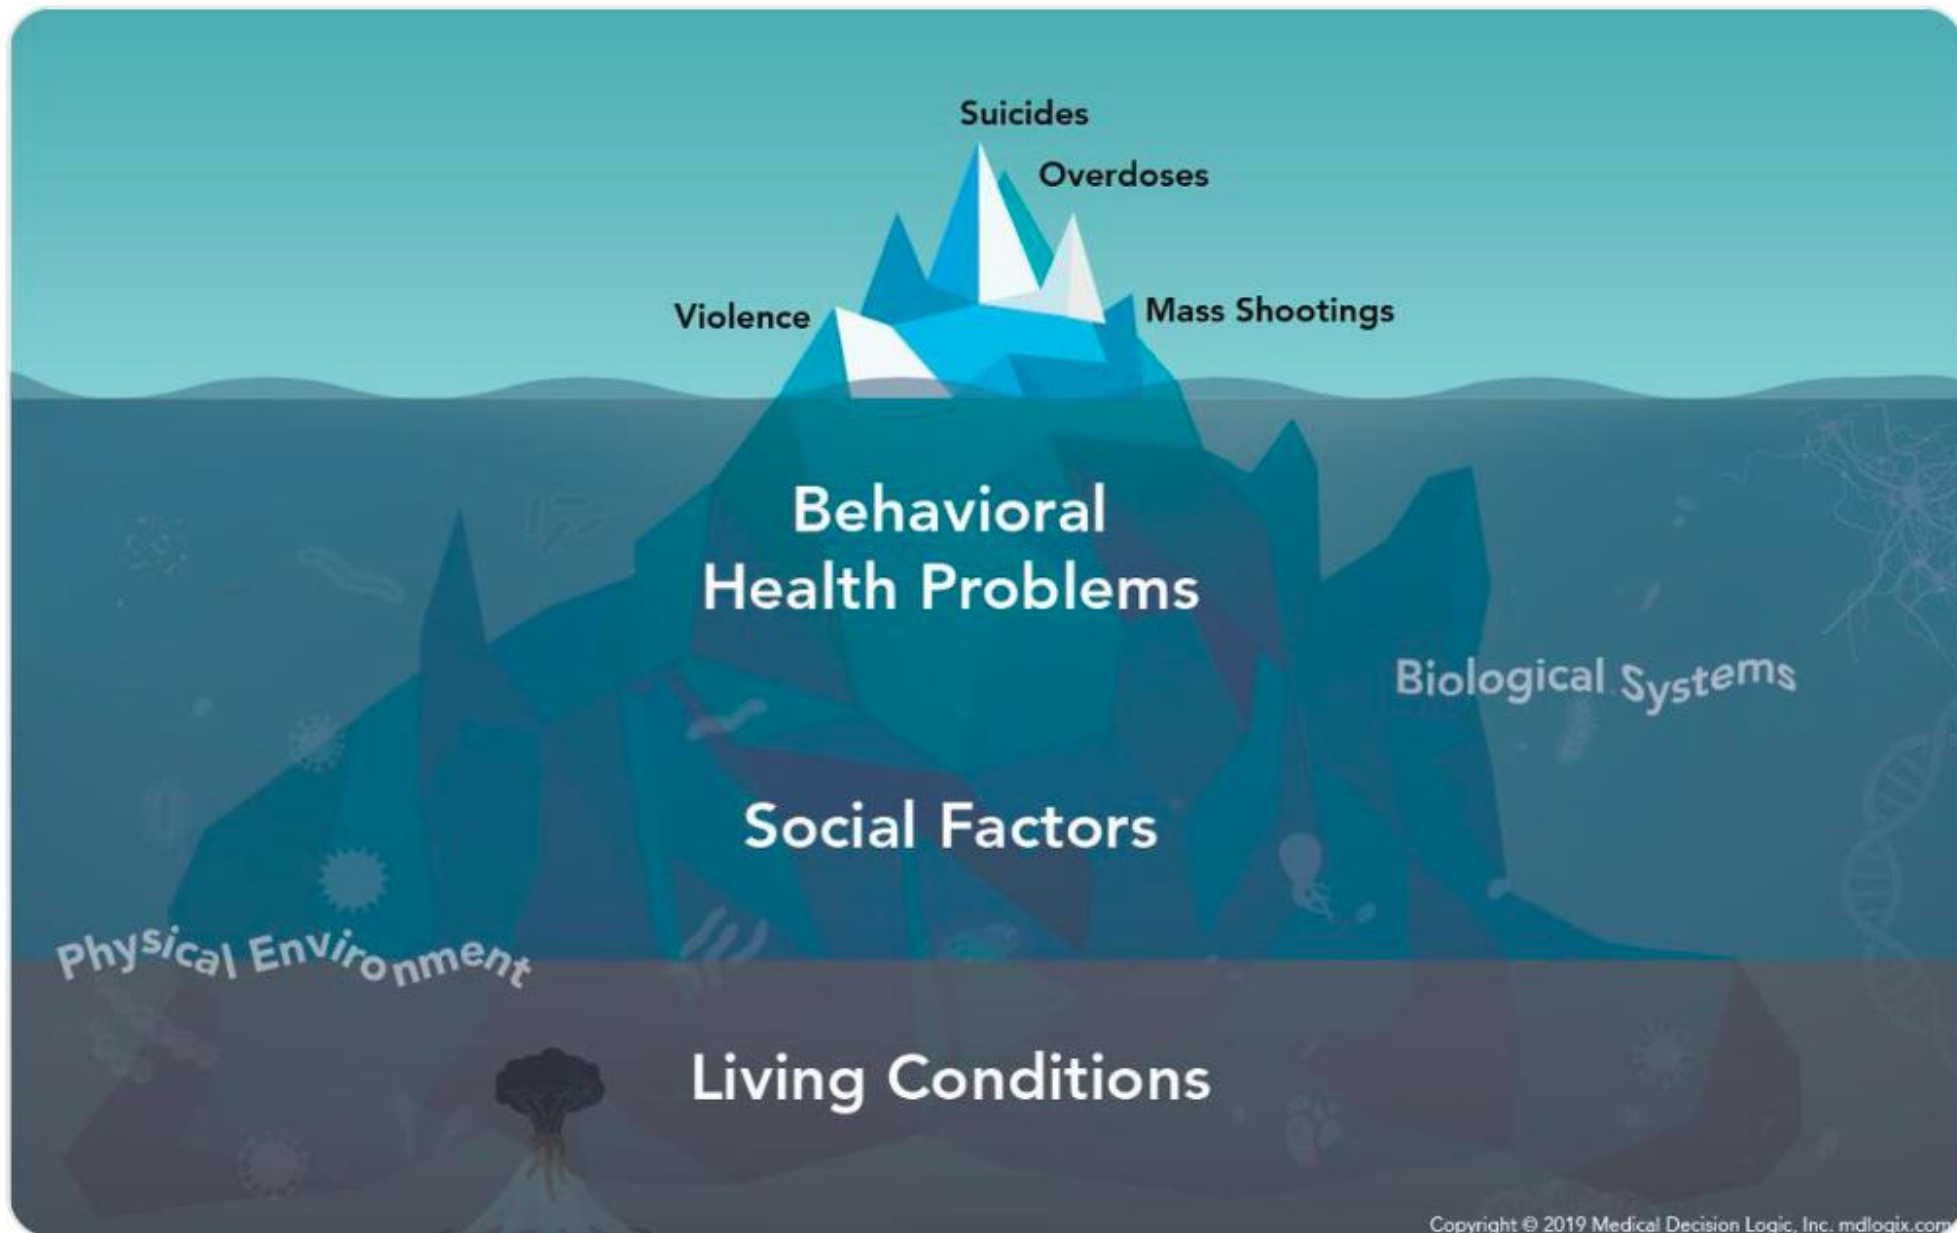 Suicides
Overdoses
Violence
Mass Shootings
Behavioral
Health Problems
Biological Systems
Social Factors
Physical Environment
Living Conditions
Copyright © 2019 Medical Decision Logic, Inc. mdlogix.com